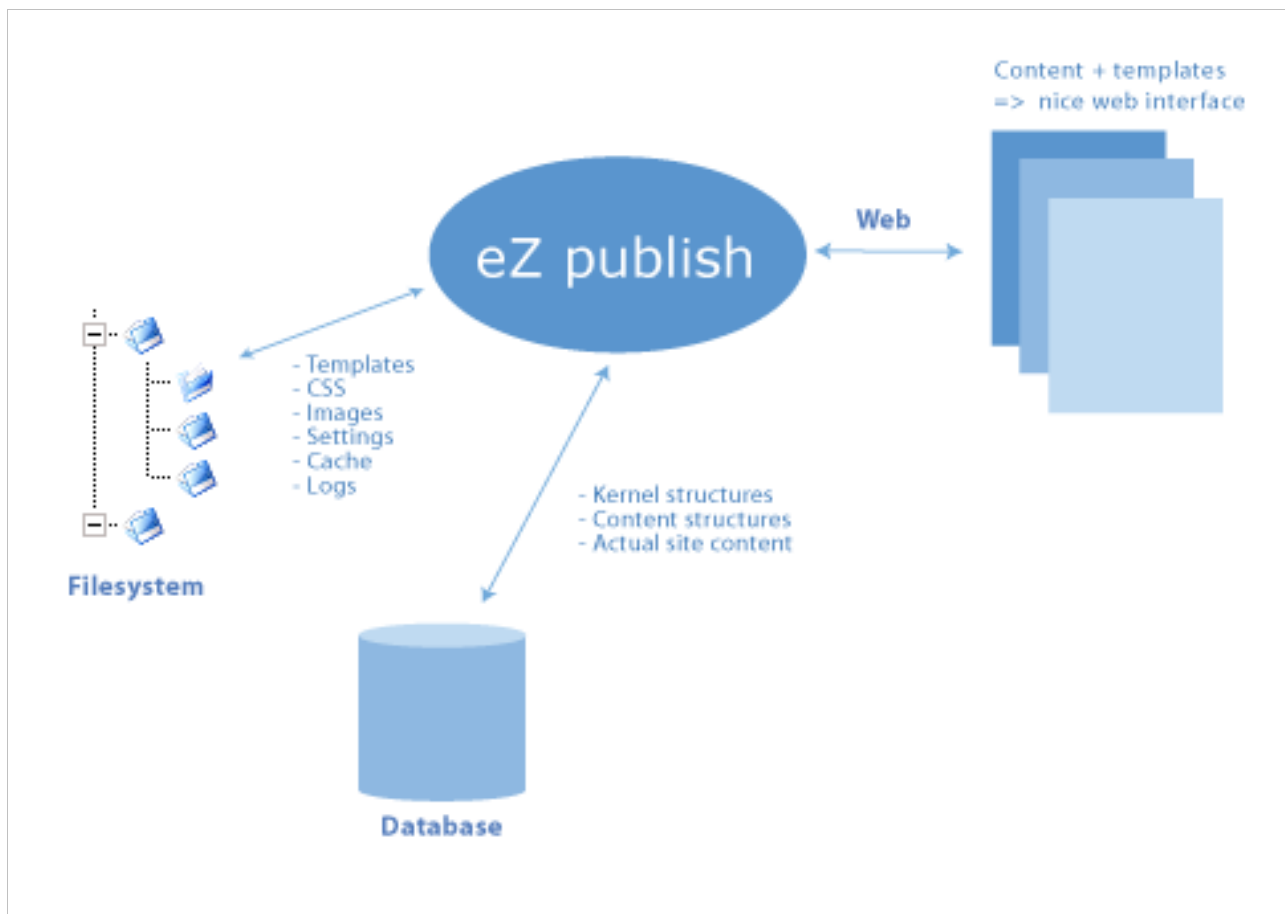 Content + templates
=> nice web interface
eZ publish
Web
- Templates
- CSS
- Images
- Settings
- Cache
- Logs
Filesystem
- Kernel structures
- Content structures
- Actual site content
Database